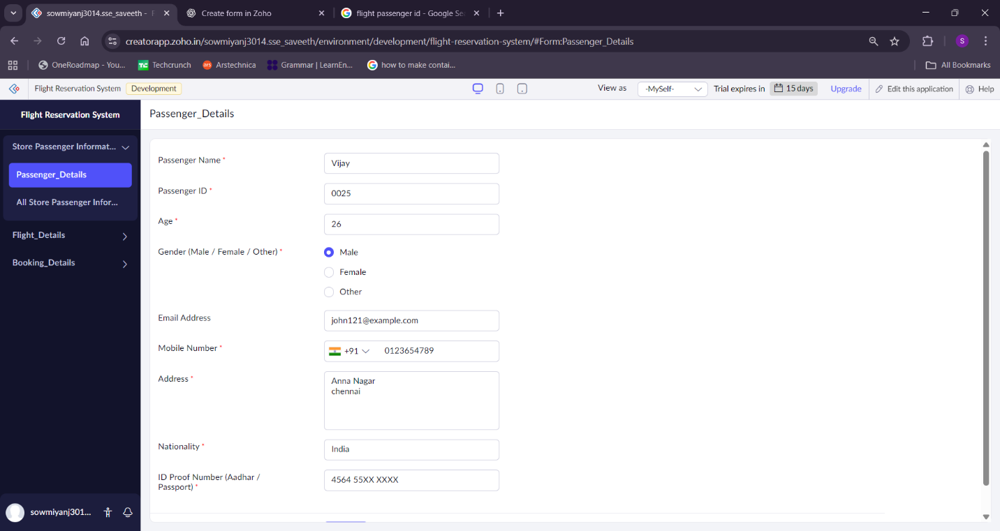 sowmiyanj3014.sse_saveeth -
Create form in Zoho
flight passenger id - Google Se
creatorapp.zoho.in/sowmiyanj3014.sse_saveeth/environment/development/flight-reservation-system/#Form:Passenger_Details
S
OneRoadmap - You...
TC
Techcrunch
ars
Arstechnica
Grammar | LearnEn...
how to make contai...
All Bookmarks
Flight Reservation System
Development
View as
-MySelf-
Trial expires in
15 days
Upgrade
Edit this application
Help
Flight Reservation System
Passenger_Details
Store Passenger Informat...
Passenger_Details
All Store Passenger Infor...
Flight_Details
Booking_Details
Passenger Name *
Vijay
Passenger ID *
0025
Age *
26
Gender (Male / Female / Other) *
Male
Female
Other
Email Address
john121@example.com
Mobile Number *
+91
0123654789
Address *
Anna Nagar
chennai
Nationality *
India
ID Proof Number (Aadhar /
Passport) *
4564 55XX XXXX
sowmiyanj301...